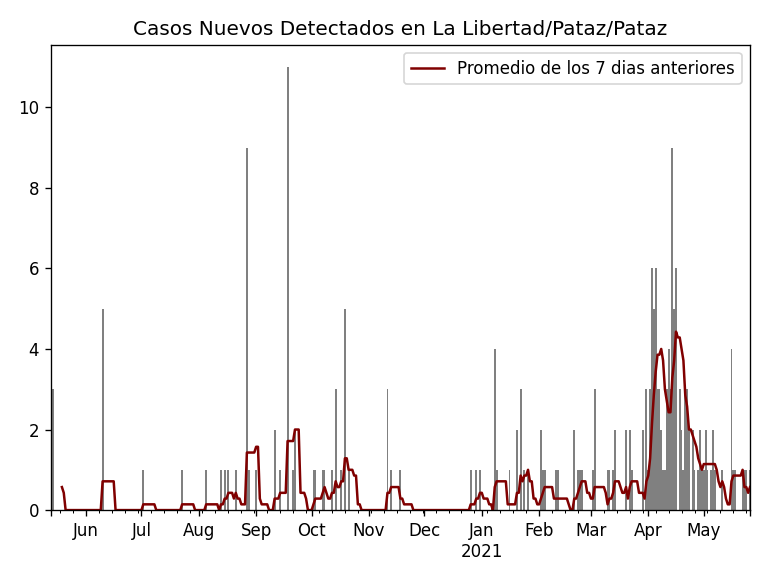 Casos Nuevos Detectados en La Libertad/Pataz/Pataz
Promedio de los 7 dias anteriores
10
8
6
4
2
0
Jun Jul Aug Sep Oct Nov Dec Jan Feb Mar Apr May
2021